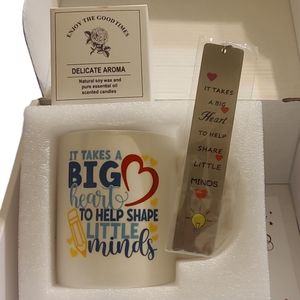 ENJOY THE GOOD TIMES
DELICATE AROMA
Natural soy wax and
pure essential oil
scented candles
IT TAKES
A BIG
Heart
TO HELP
SHARE
LITTLE
MINDS
IT TAKES A
BIG
heart
TO HELP SHAPE
LITTLE
minds